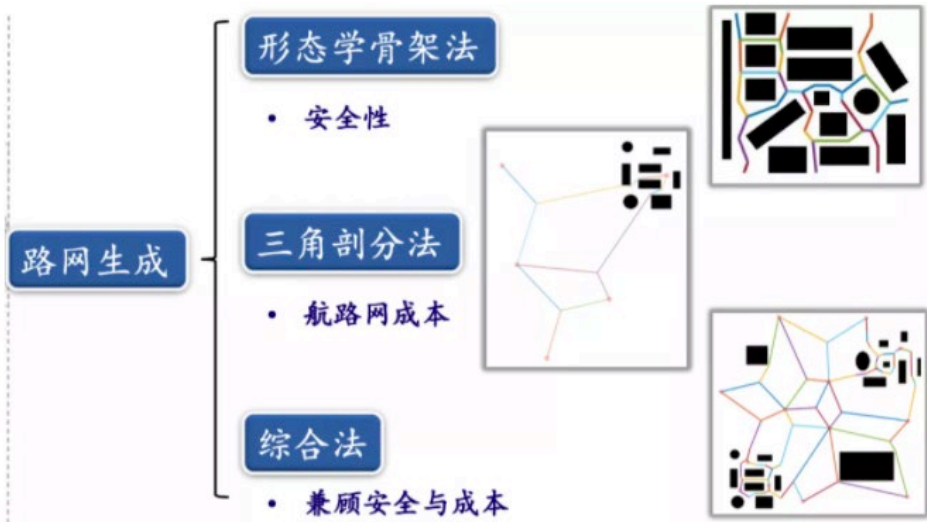 形态学骨架法
• 安全性
路网生成
三角剖分法
• 航路网成本
综合法
• 兼顾安全与成本